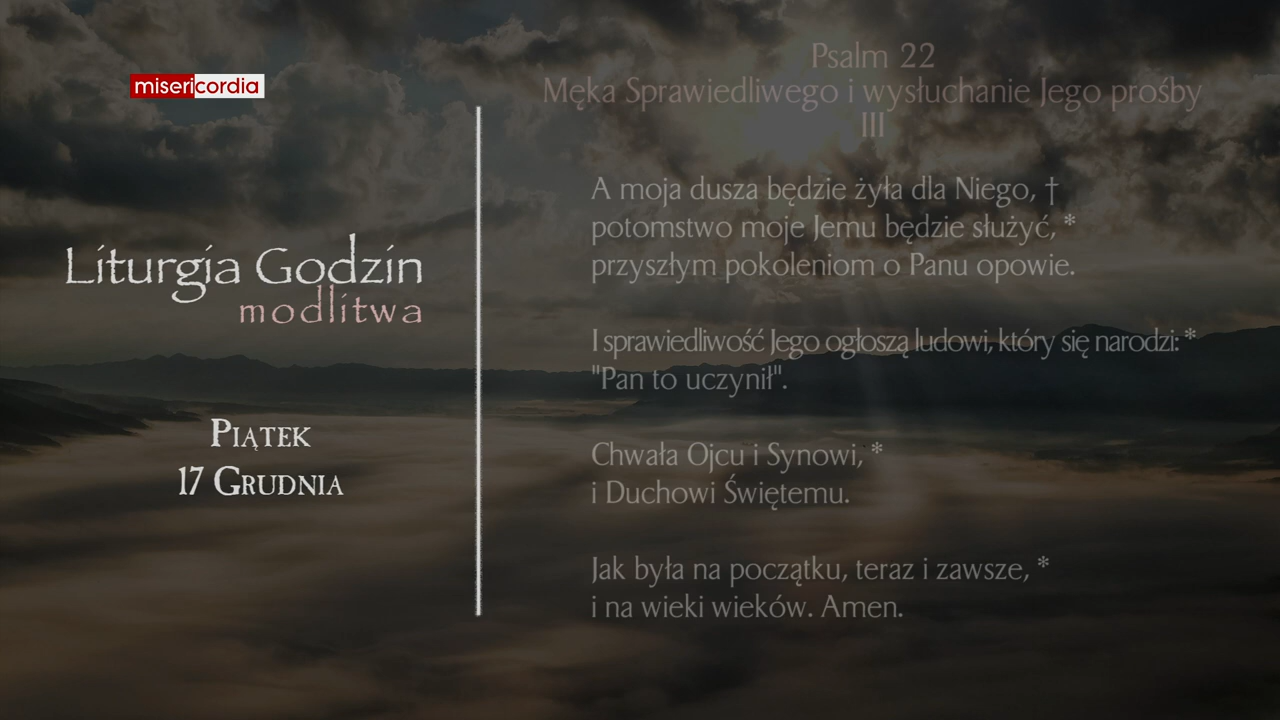 misericordia
Liturgia Godzin
modlitwa
Piątek
17 Grudnia
Psalm 22
Męka Sprawiedliwego i wysłuchanie Jego prośby
III
A moja dusza będzie żyła dla Niego, †
potomstwo moje Jemu będzie służyć, *
przyszłym pokoleniom o Panu opowie.
I sprawiedliwość Jego ogłoszą ludowi, który się narodzi: *
"Pan to uczynił".
Chwała Ojcu i Synowi, *
i Duchowi Świętemu.
Jak była na początku, teraz i zawsze, *
i na wieki wieków. Amen.